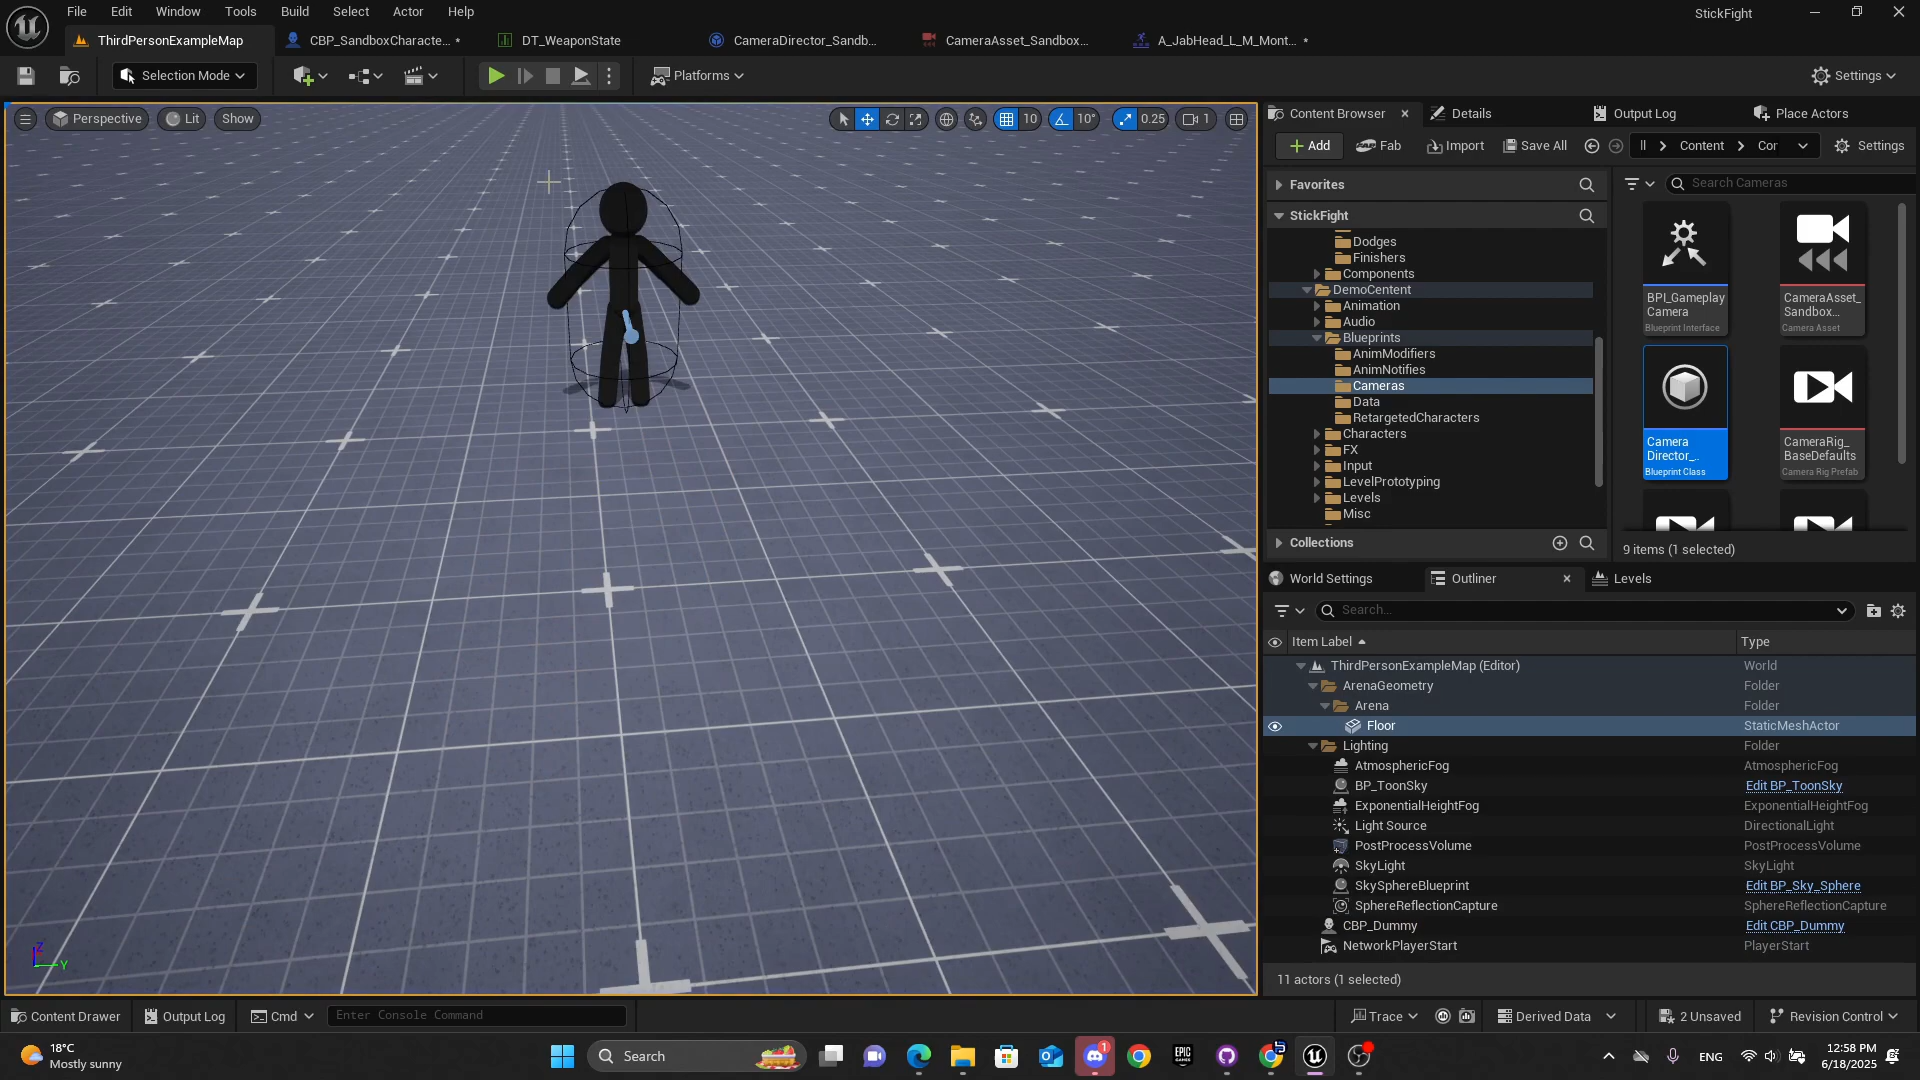 File Edit Window Tools Build Select Actor Help
StickFight
ThirdPersonExampleMap
CBP_SandboxCharacte... *
DT_WeaponState
CameraDirector_Sandb...
CameraAsset_Sandbox...
A_JabHead_L_M_Mont... *
Selection Mode
Platforms
Settings
Perspective
Lit
Show
10
10°
0.25
1
Content Browser
Details
Output Log
Place Actors
Add
Fab
Import
Save All
ll
Content
Cor
Settings
Favorites
Search Cameras
StickFight
Dodges
Finishers
Components
DemoCentent
Animation
Audio
Blueprints
AnimModifiers
AnimNotifies
Cameras
Data
RetargetedCharacters
Characters
FX
Input
LevelPrototyping
Levels
Misc
BPI_Gameplay
Camera
Blueprint Interface
CameraAsset_
Sandbox...
Camera Asset
Camera
Director_..
Blueprint Class
CameraRig_
BaseDefaults
Camera Rig Prefab
Collections
9 items (1 selected)
World Settings
Outliner
Levels
Search...
Item Label
Type
ThirdPersonExampleMap (Editor) World
ArenaGeometry Folder
Arena Folder
Floor StaticMeshActor
Lighting Folder
AtmosphericFog AtmosphericFog
BP_ToonSky Edit BP_ToonSky
ExponentialHeightFog ExponentialHeightFog
Light Source DirectionalLight
PostProcessVolume PostProcessVolume
SkyLight SkyLight
SkySphereBlueprint Edit BP_Sky_Sphere
SphereReflectionCapture SphereReflectionCapture
CBP_Dummy Edit CBP_Dummy
NetworkPlayerStart PlayerStart
11 actors (1 selected)
Z
Y
Content Drawer
Output Log
Cmd
Enter Console Command
Trace
Derived Data
2 Unsaved
Revision Control
18°C
Mostly sunny
Search
1
EPIC
GAMES
ENG
12:58 PM
6/18/2025